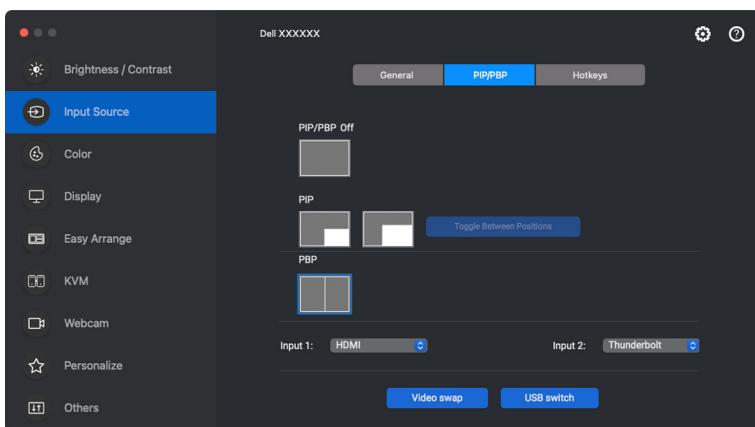 Dell XXXXXX
Brightness / Contrast
Input Source
Color
Display
Easy Arrange
KVM
Webcam
Personalize
Others
General
PIP/PBP
Hotkeys
PIP/PBP Off
PIP
Toggle Between Positions
PBP
Input 1: HDMI
Input 2: Thunderbolt
Video swap
USB switch